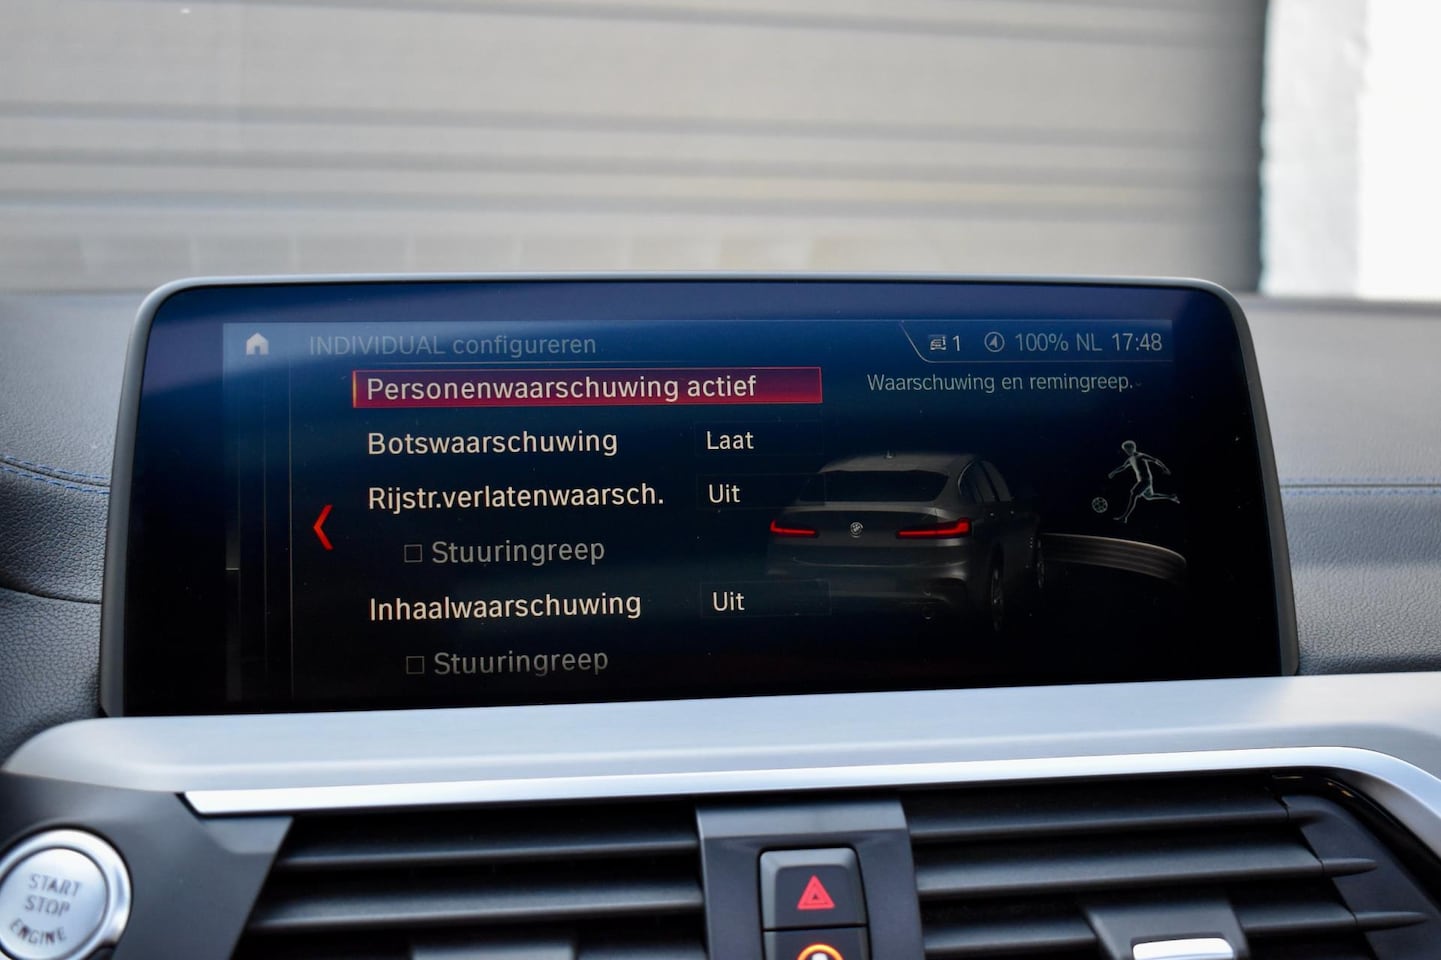 INDIVIDUAL configureren
1 100% NL 17:48
Personenwaarschuwing actief
Waarschuwing en remingreep.
Botswaarschuwing Laat
Rijstr.verlatenwaarsch. Uit
Stuuringreep
Inhaalwaarschuwing Uit
Stuuringreep
START
STOP
ENGINE